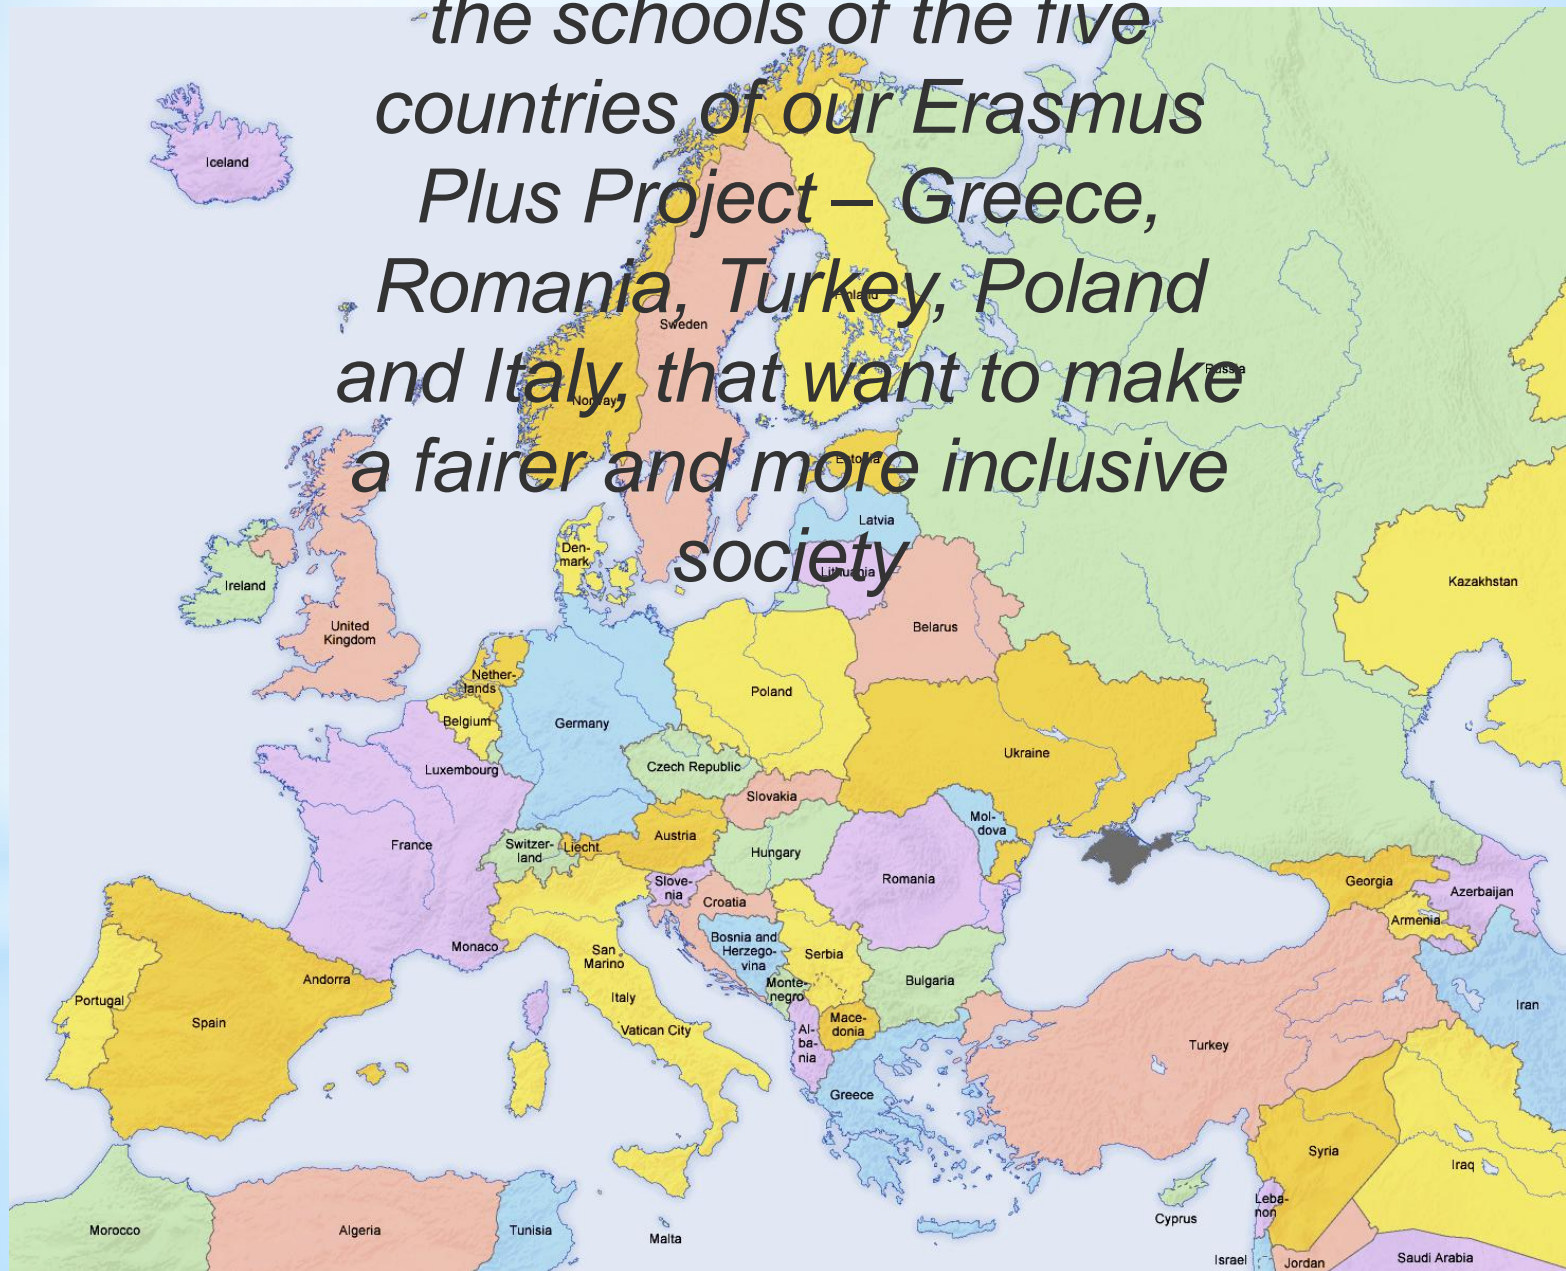 the schools of the five
countries of our Erasmus
Plus Project – Greece,
Romania, Turkey, Poland
and Italy, that want to make
a fairer and more inclusive
society
Iceland
Finland
Sweden
Russia
Norway
Estonia
Latvia
Den-
mark
Lithuania
Ireland
Kazakhstan
United
Kingdom
Belarus
Nether-
lands
Poland
Belgium
Germany
Ukraine
Luxembourg
Czech Republic
Slovakia
Mol-
dova
Austria
France
Switzer-
land
Liecht.
Hungary
Romania
Georgia
Azerbaijan
Slove-
nia
Croatia
Armenia
Bosnia and
Herzego-
vina
Monaco
San
Marino
Serbia
Andorra
Bulgaria
Monte-
negro
Portugal
Italy
Iran
Spain
Vatican City
Mace-
donia
Al-
ba-
nia
Turkey
Greece
Syria
Iraq
Leba-
non
Cyprus
Morocco
Algeria
Tunisia
Malta
Israel
Jordan
Saudi Arabia